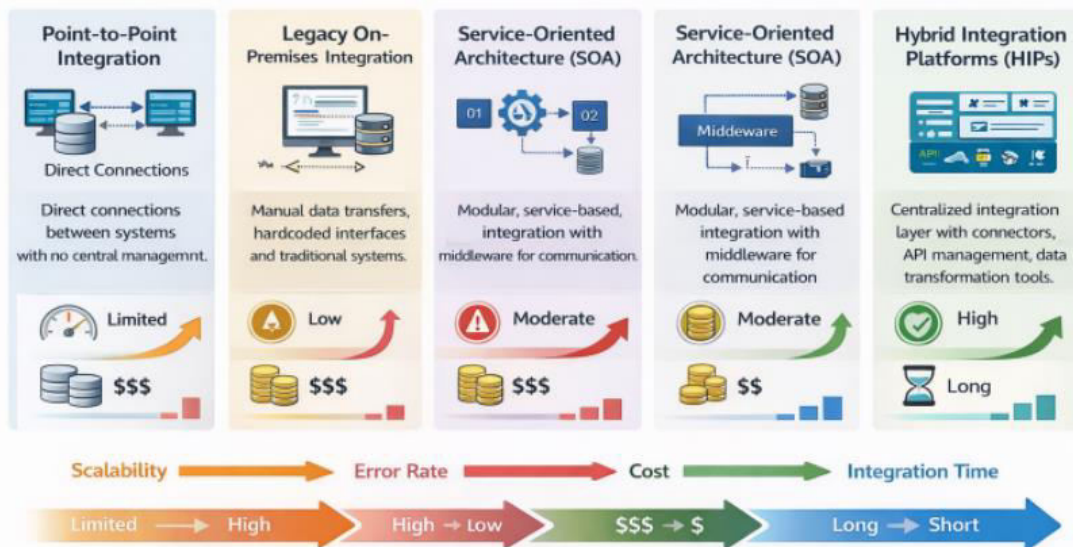 Point-to-Point
Integration
Direct Connections
Direct connections
between systems
with no central managemnt.
Limited
$$$
Legacy On-
Premises Integration
Manual data transfers,
hardcoded interfaces
and traditional systems.
Low
$$$
Service-Oriented
Architecture (SOA)
01
02
Modular, service-based,
integration with
middleware for communication.
Moderate
$$$
Service-Oriented
Architecture (SOA)
Middeware
Modular, service-based
integration with
middleware for
communication
Moderate
$$
Hybrid Integration
Platforms (HIPs)
API
Centralized integration
layer with connectors,
API management, data
transformation tools.
High
Long
Scalability
Error Rate
Cost
Integration Time
Limited → High
High → Low
$$$ → $
Long → Short